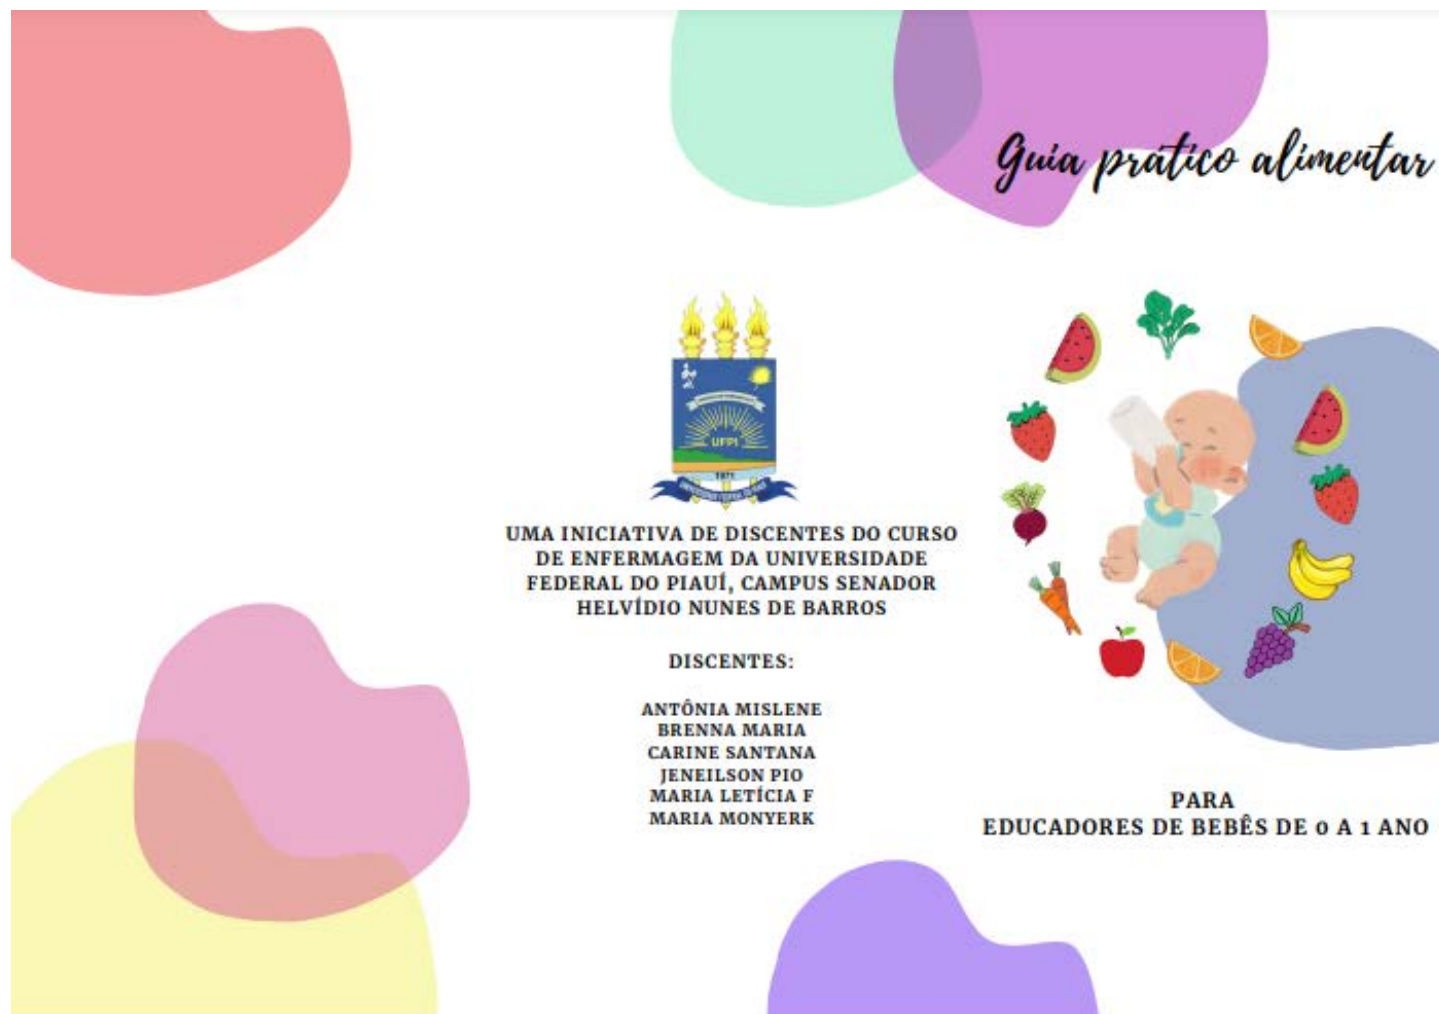 Guia prático alimentar
UFPI
1971
UMA INICIATIVA DE DISCENTES DO CURSO
DE ENFERMAGEM DA UNIVERSIDADE
FEDERAL DO PIAUÍ, CAMPUS SENADOR
HELVÍDIO NUNES DE BARROS
DISCENTES:
ANTÔNIA MISLENE
BRENNA MARIA
CARINE SANTANA
JENEILSON PIO
MARIA LETÍCIA F
MARIA MONYERK
PARA
EDUCADORES DE BEBÊS DE 0 A 1 ANO